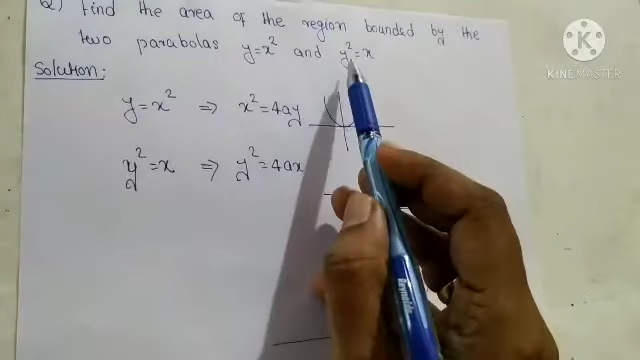 Q) Find the area of the region bounded by the
two parabolas y=x² and y²=x
Solution:
y=x² ⇒ x²=4ay
y²=x ⇒ y²=4ax
KINEMASTER
Reynolds